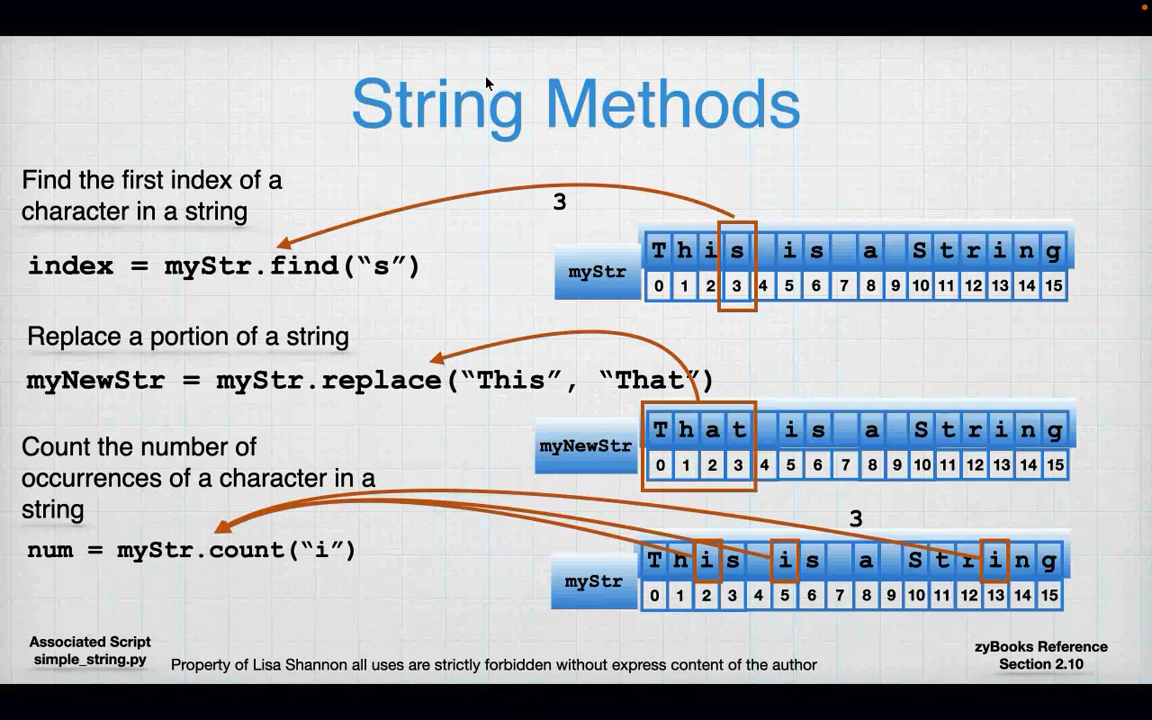 String Methods
Find the first index of a
character in a string
index = myStr.find(“s”)
3
myStr
T h i s i s a S t r i n g
0 1 2 3 4 5 6 7 8 9 10 11 12 13 14 15
Replace a portion of a string
myNewStr = myStr.replace(“This”, “That”)
myNewStr
T h a t i s a S t r i n g
0 1 2 3 4 5 6 7 8 9 10 11 12 13 14 15
Count the number of
occurrences of a character in a
string
num = myStr.count(“i”)
3
myStr
T h i s i s a S t r i n g
0 1 2 3 4 5 6 7 8 9 10 11 12 13 14 15
Associated Script
simple_string.py
Property of Lisa Shannon all uses are strictly forbidden without express content of the author
zyBooks Reference
Section 2.10